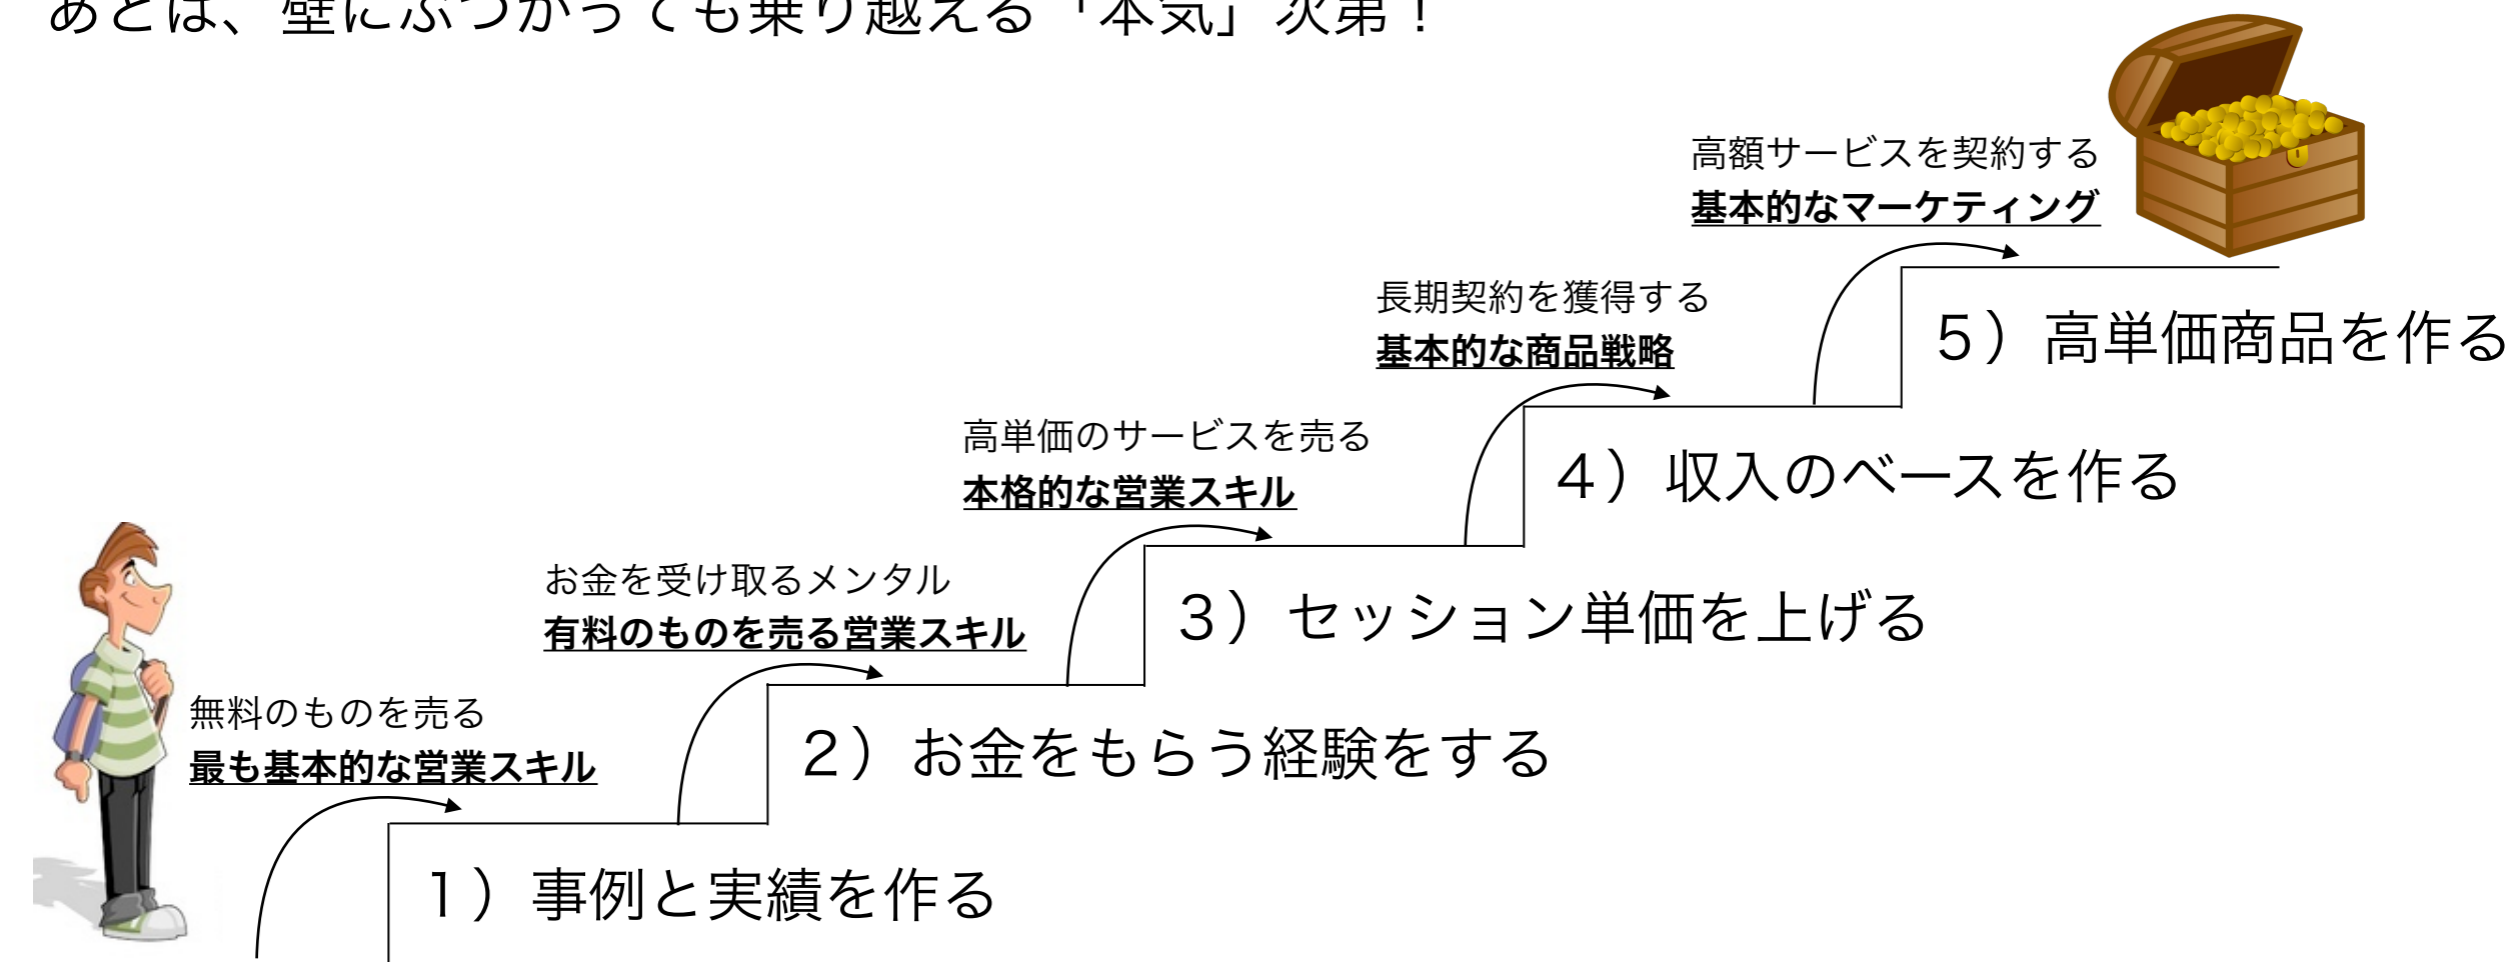 あとは、壁にぶつかっても乗り越える「本気」次第！
高額サービスを契約する
基本的なマーケティング
長期契約を獲得する
基本的な商品戦略
５）高単価商品を作る
高単価のサービスを売る
本格的な営業スキル
４）収入のベースを作る
お金を受け取るメンタル
有料のものを売る営業スキル
３）セッション単価を上げる
無料のものを売る
最も基本的な営業スキル
２）お金をもらう経験をする
１）事例と実績を作る